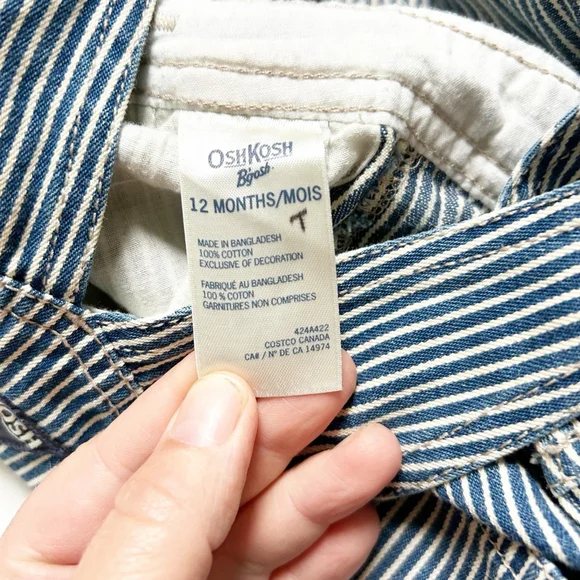 OSHKOSH
B'gosh
12 MONTHS/MOIS
T
MADE IN BANGLADESH
100% COTTON
EXCLUSIVE OF DECORATION
FABRIQUÉ AU BANGLADESH
100 % COTON
GARNITURES NON COMPRISES
424A422
COSTCO CANADA
CA# / N° DE CA 14974
OSH